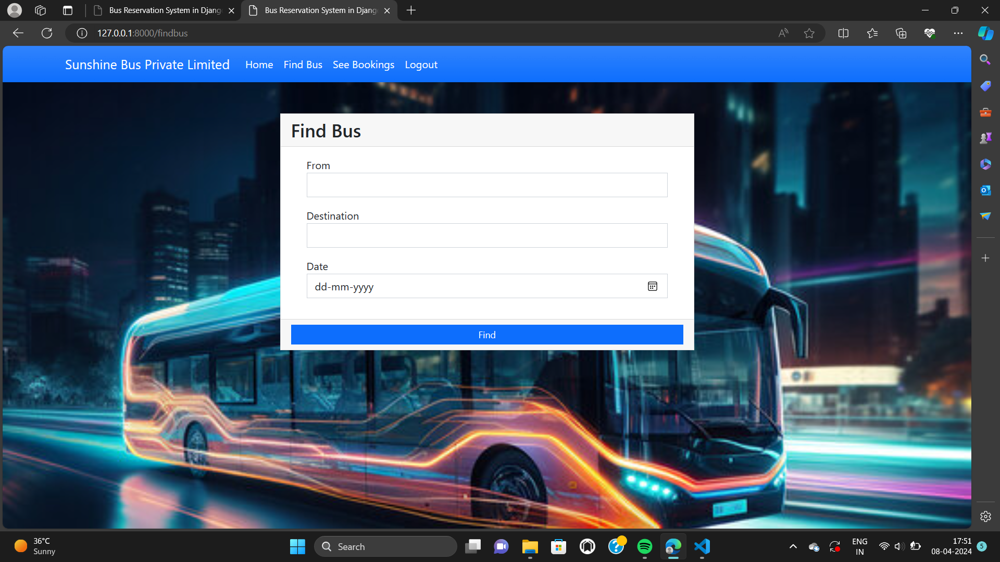 Bus Reservation System in Djang
Bus Reservation System in Djang
127.0.0.1:8000/findbus
Sunshine Bus Private Limited
Home
Find Bus
See Bookings
Logout
Find Bus
From
Destination
Date
dd-mm-yyyy
Find
36°C
Sunny
Search
ENG
IN
17:51
08-04-2024
5